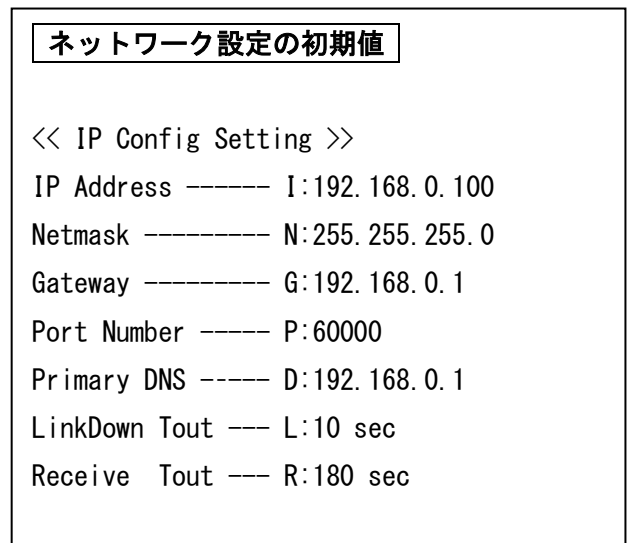 ネットワーク設定の初期値
<< IP Config Setting >>
IP Address ------ I:192.168.0.100
Netmask --------- N:255.255.255.0
Gateway --------- G:192.168.0.1
Port Number ----- P:60000
Primary DNS ----- D:192.168.0.1
LinkDown Tout --- L:10 sec
Receive  Tout --- R:180 sec